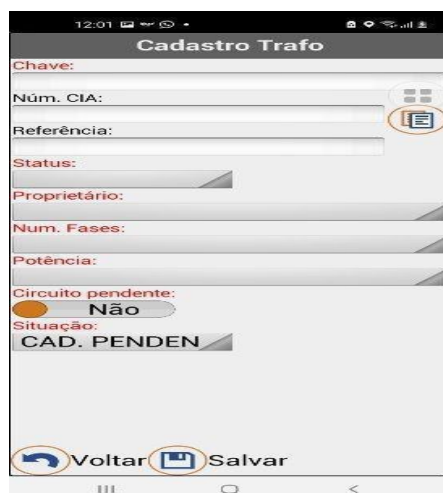 12:01
Cadastro Trafo
Chave:
Núm. CIA:
Referência:
Status:
Proprietário:
Num. Fases:
Potência:
Circuito pendente:
Não
Situação:
CAD. PENDEN
Voltar Salvar